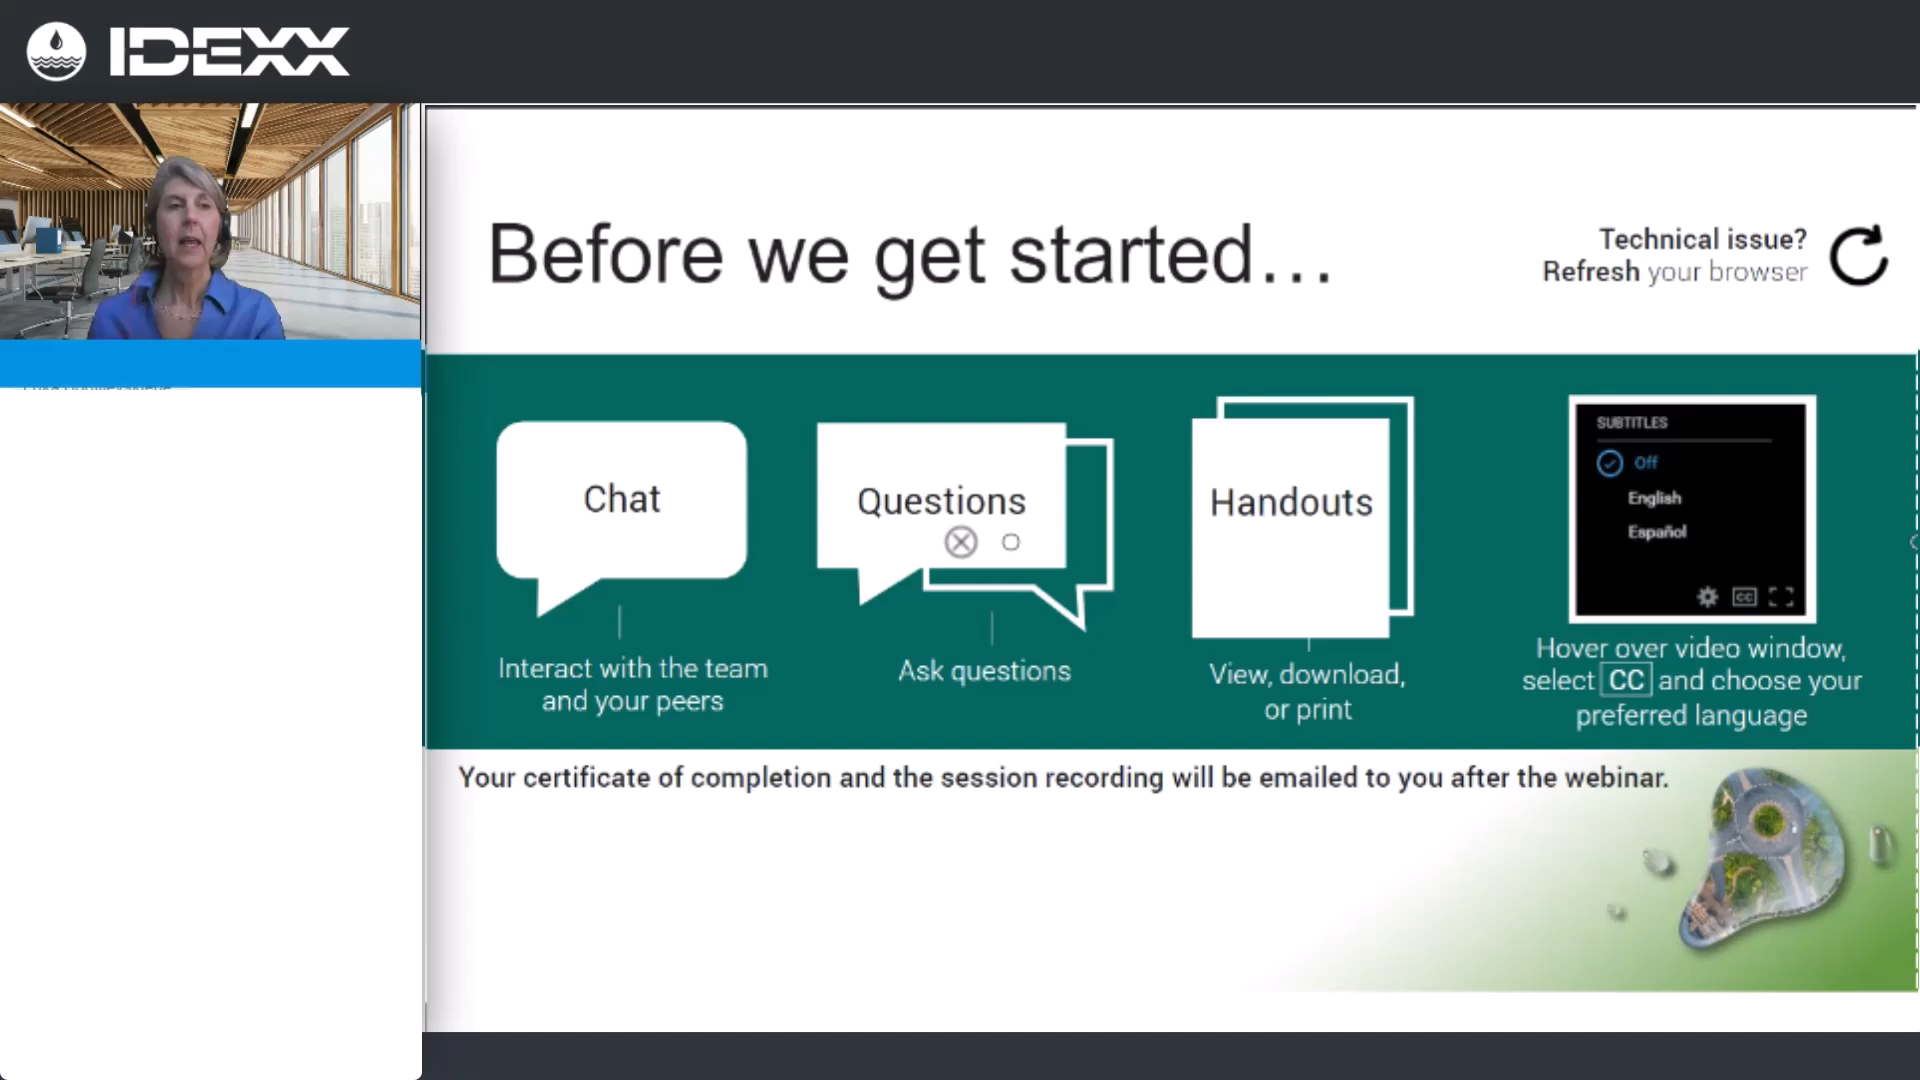 IDEXX
Before we get started...
Technical issue?
Refresh your browser
Chat
Interact with the team
and your peers
Questions
Ask questions
Handouts
View, download,
or print
SUBTITLES
Off
English
Español
CC
Hover over video window,
select CC and choose your
preferred language
Your certificate of completion and the session recording will be emailed to you after the webinar.